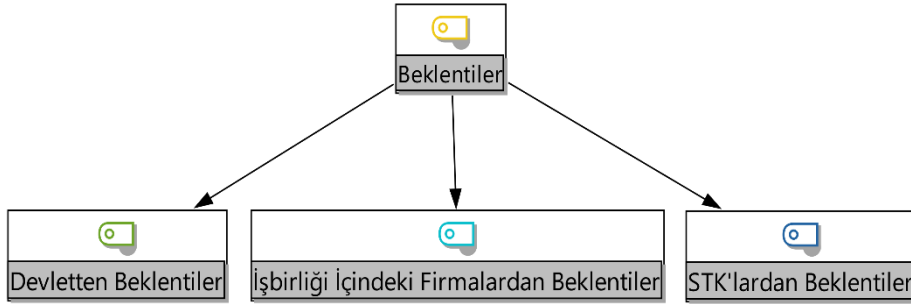 Beklentiler
Devletten Beklentiler
İşbirliği İçindeki Firmalardan Beklentiler
STK'lardan Beklentiler